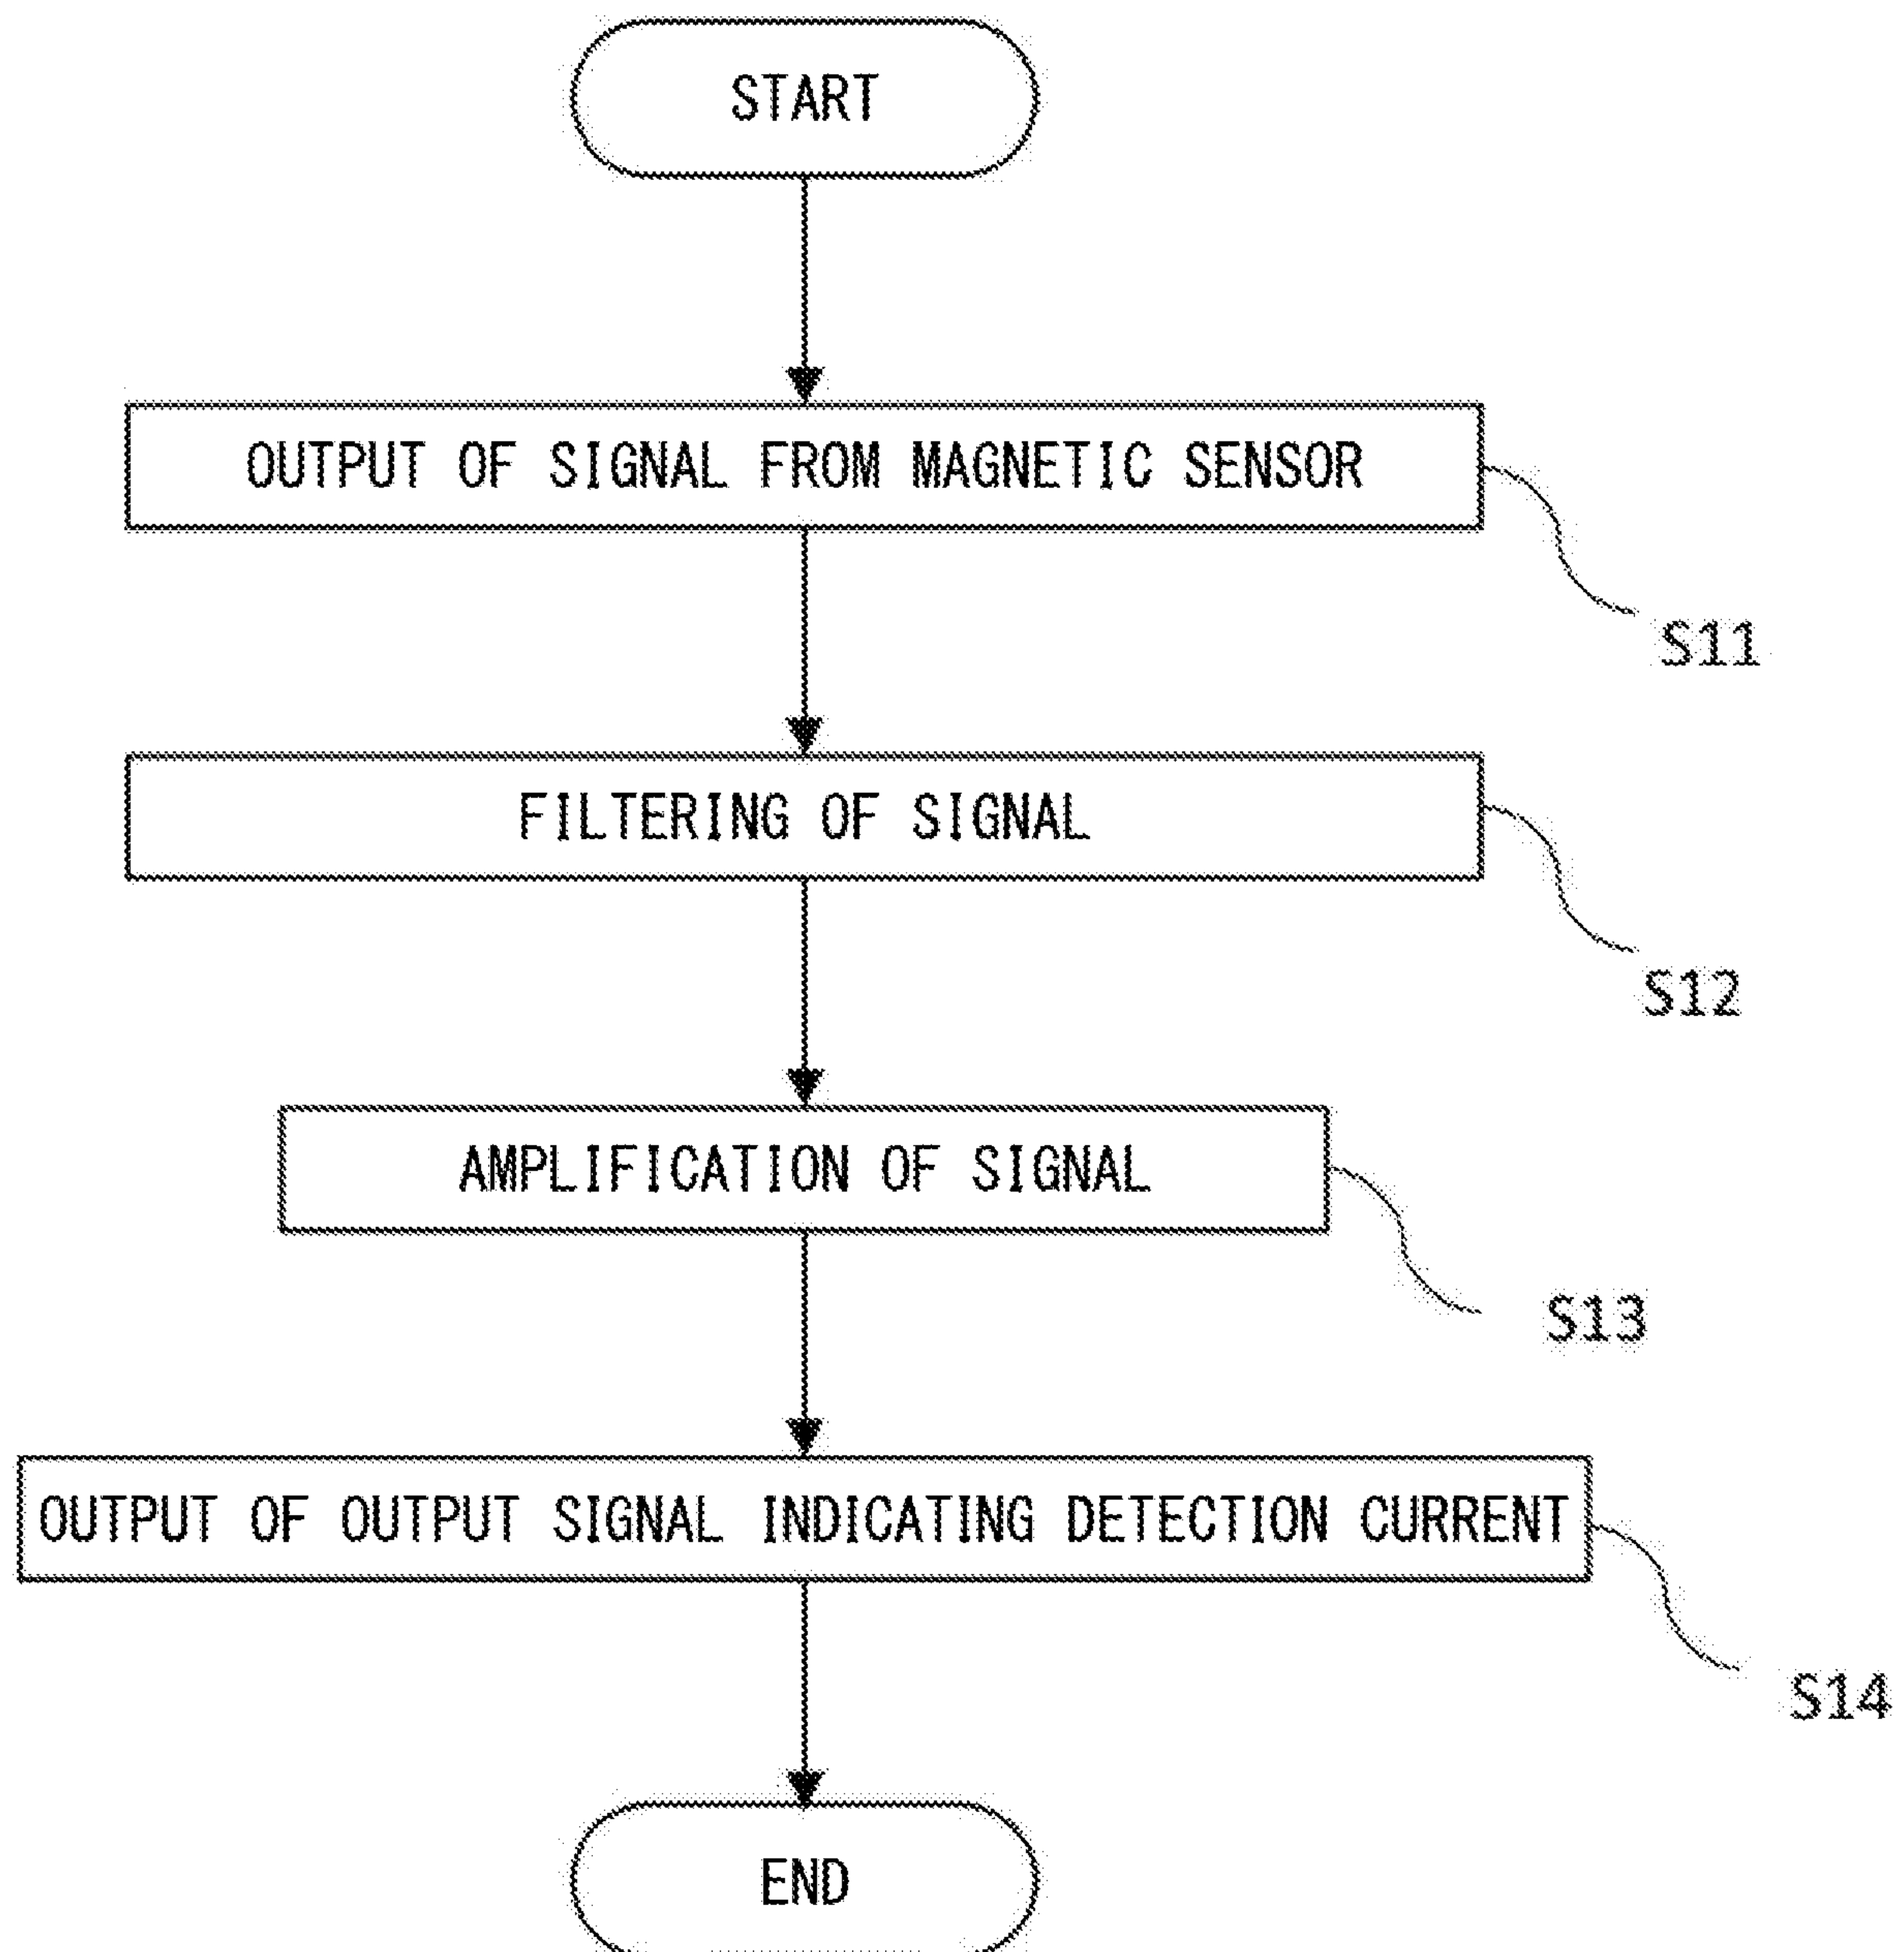 START
OUTPUT OF SIGNAL FROM MAGNETIC SENSOR
S11
FILTERING OF SIGNAL
S12
AMPLIFICATION OF SIGNAL
S13
OUTPUT OF OUTPUT SIGNAL INDICATING DETECTION CURRENT
S14
END